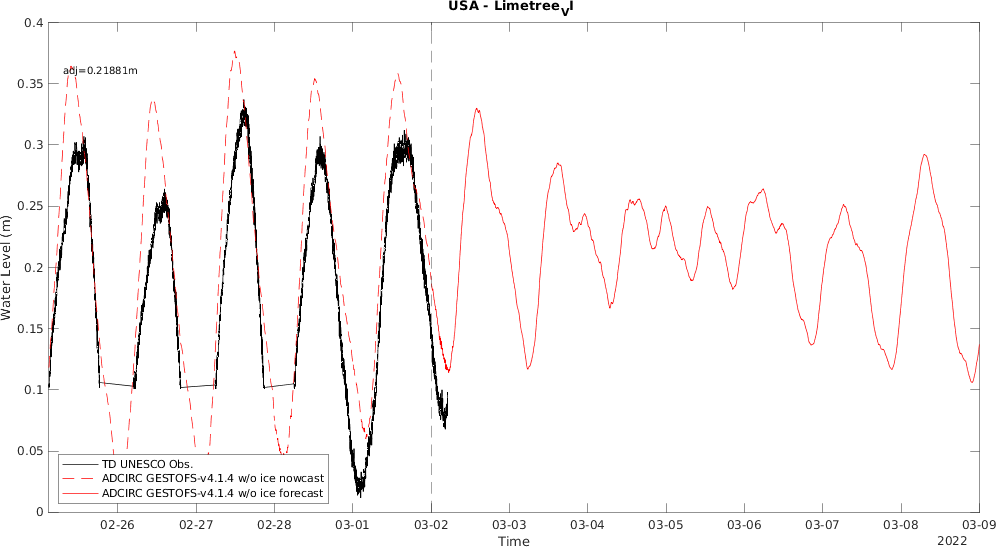 USA - LimetreeVI
0.4
0.35
0.3
0.25
0.2
0.15
0.1
0.05
0
Water Level (m)
adj=0.21881m
TD UNESCO Obs.
ADCIRC GESTOFS-v4.1.4 w/o ice nowcast
ADCIRC GESTOFS-v4.1.4 w/o ice forecast
02-26 02-27 02-28 03-01 03-02 03-03 03-04 03-05 03-06 03-07 03-08 03-09
Time
2022